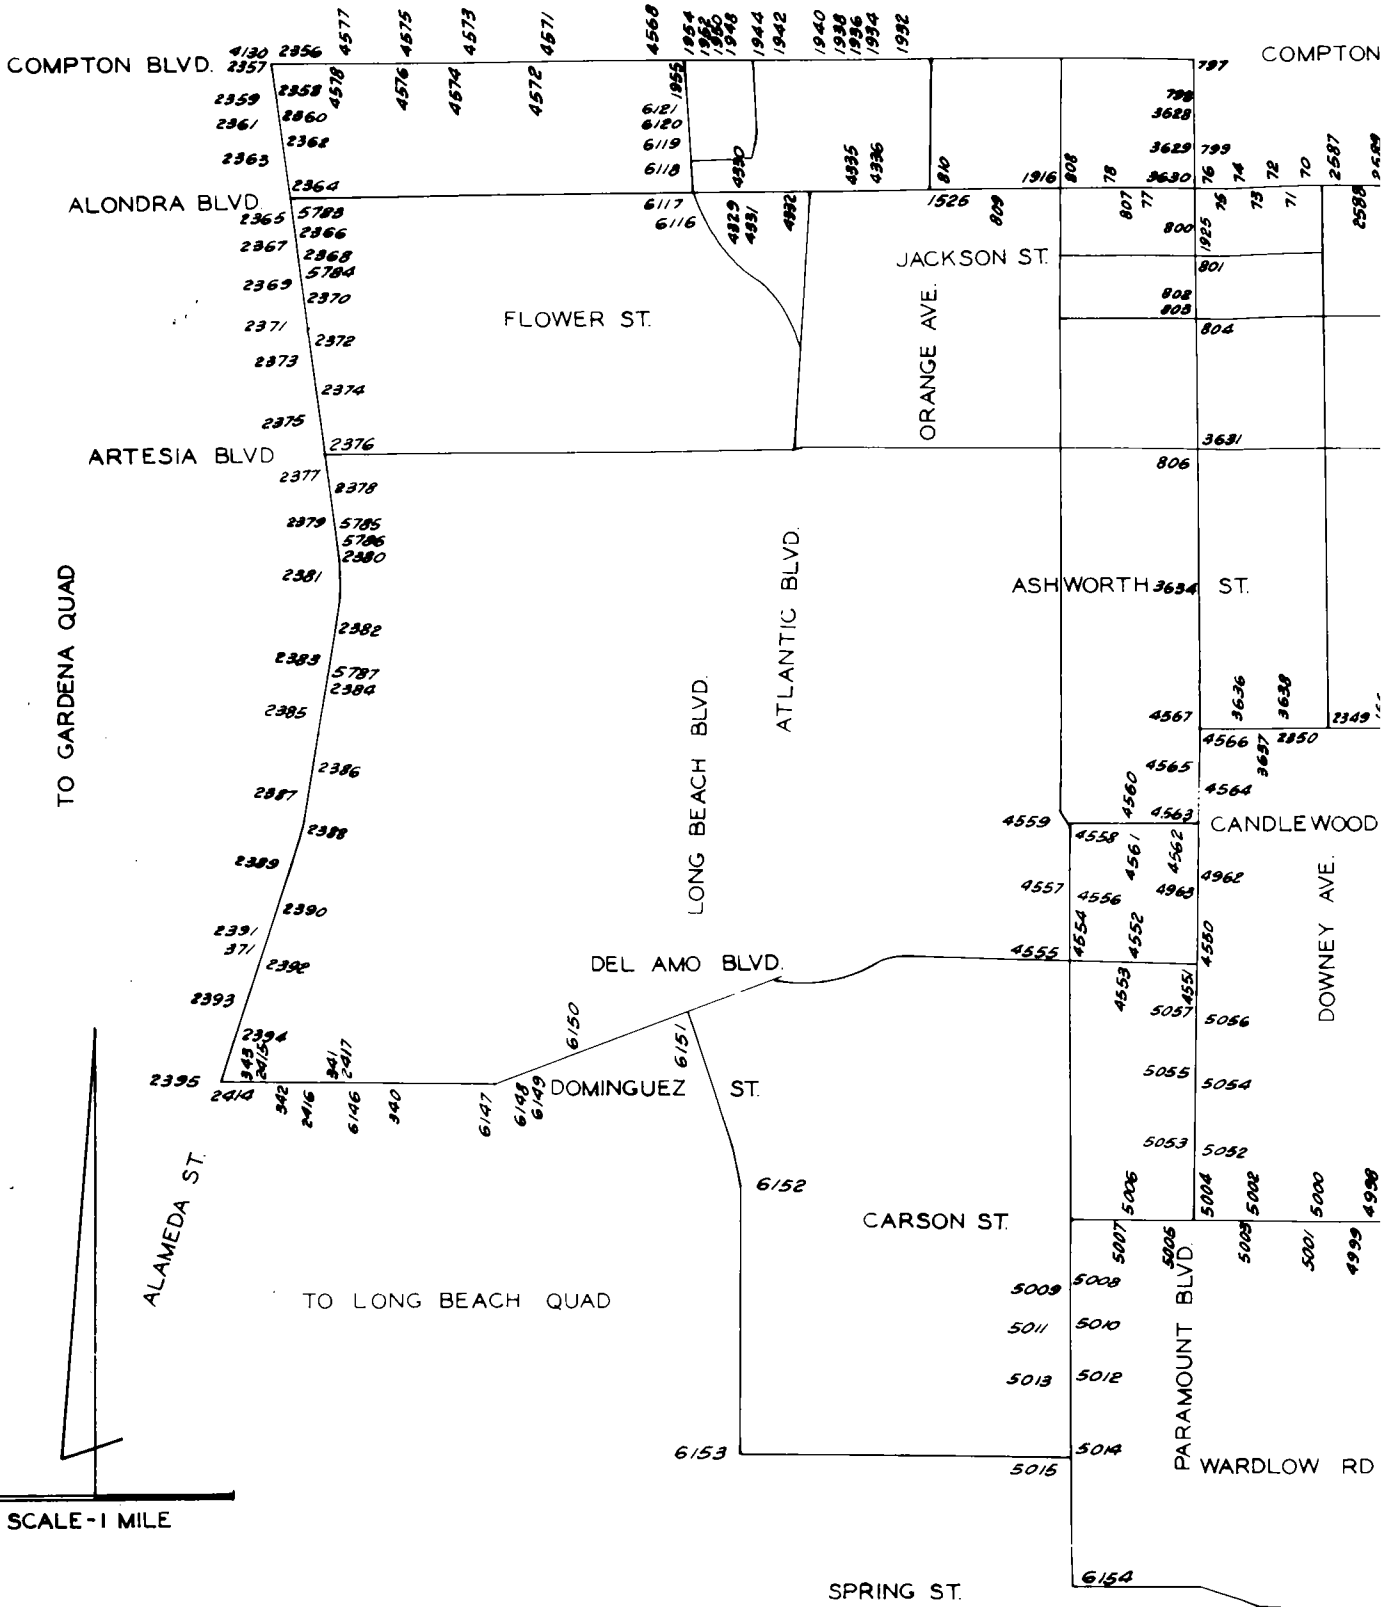 4577 4575 4573 4571 4568 1954 1952 1950 1948 1944 1942 1940 1938 1936 1934 1932
4130 2356
COMPTON BLVD. 2357 797 COMPTON
2358 4578 4576 4574 4572 1955
2359 2360 6121 798
2361 6120 3628
2362 6119 3629 799
2363 6118 4330 4335 4336 810 808 78 76 74 72 70 2587
2364 1916 3630
ALONDRA BLVD. 6117 1526 809 807 77 75 73 71 2588
2365 5783 6116 4329 4331 4332 800 1925
2366
2367 2368 JACKSON ST. 801
5784
2369 2370 802
803
2371 FLOWER ST. 804
2372
2373 ORANGE AVE.
2374
2375
2376 3631
ARTESIA BLVD
2377 2378 806
2379 5785
5786
2380
2381 ASHWORTH 3634 ST.
TO GARDENA QUAD
ATLANTIC BLVD.
2382
2383 5787
2384
2385 4567 3636 3638 2349
LONG BEACH BLVD.
4566 3637 2350
2386 4565
2387 4560 4564
4563
2388 4559 4558 CANDLEWOOD
2389 4561 4562
4557 4556 4963 4962
2390 DOWNEY AVE.
2391 4554 4552 4550
371
2392 DEL AMO BLVD. 4555
2393 4553 4551
5057 5056
2394 6150 6151
343 2415 341 2417
2395 DOMINGUEZ ST. 5055 5054
2414 342 2416 6146 340 6147 6148 6149
5053 5052
ALAMEDA ST.
6152 5006 5004 5002 5000 4998
CARSON ST.
5007 5005 5003 5001 4999
5009 5008
TO LONG BEACH QUAD
5011 5010
PARAMOUNT BLVD.
5013 5012
6153 5014
5015 WARDLOW RD
SCALE-1 MILE
6154
SPRING ST.